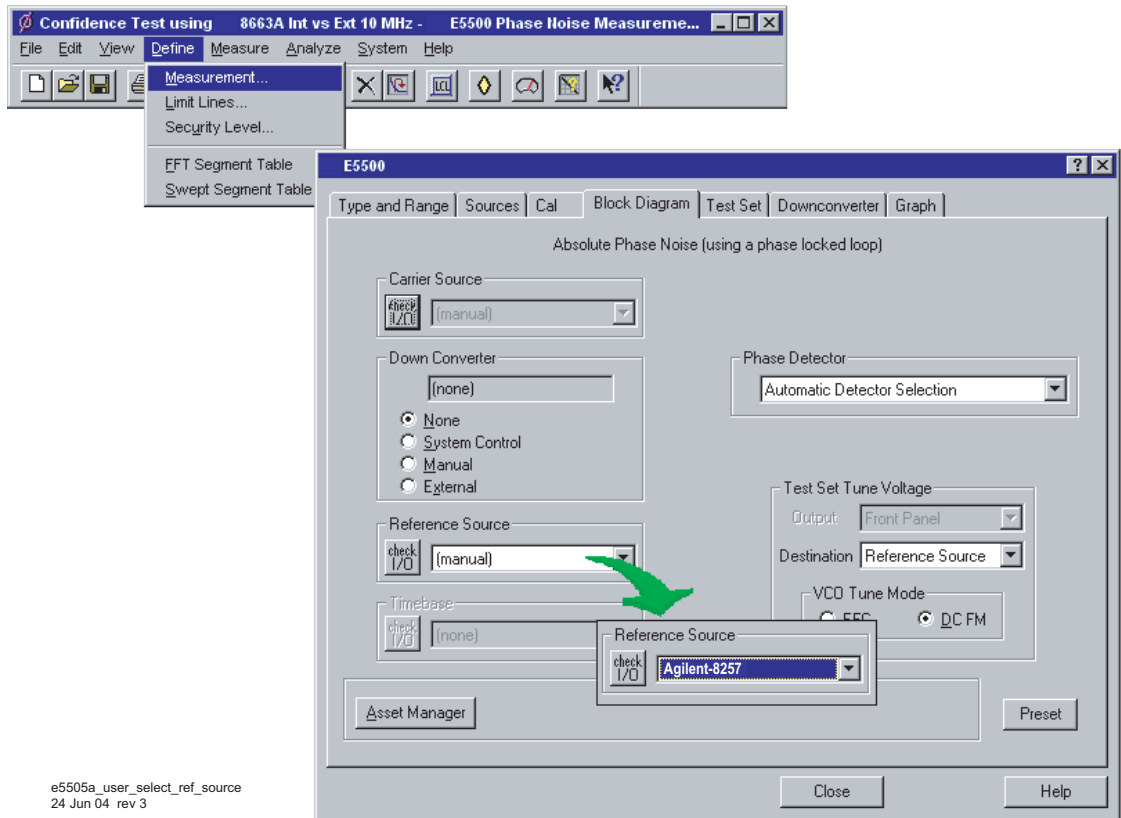 Confidence Test using 8663A Int vs Ext 10 MHz - E5500 Phase Noise Measureme...
File Edit View Define Measure Analyze System Help
Measurement...
Limit Lines...
Security Level...
FFT Segment Table
Swept Segment Table
LCL
E5500
Type and Range Sources Cal Block Diagram Test Set Downconverter Graph
Absolute Phase Noise (using a phase locked loop)
Carrier Source
check I/O (manual)
Down Converter
(none)
None
System Control
Manual
External
Reference Source
check I/O (manual)
Timebase
check I/O (none)
Phase Detector
Automatic Detector Selection
Test Set Tune Voltage
Output Front Panel
Destination Reference Source
VCO Tune Mode
DC FM
Reference Source
check I/O Agilent-8257
Asset Manager
Preset
Close Help
e5505a_user_select_ref_source
24 Jun 04 rev 3